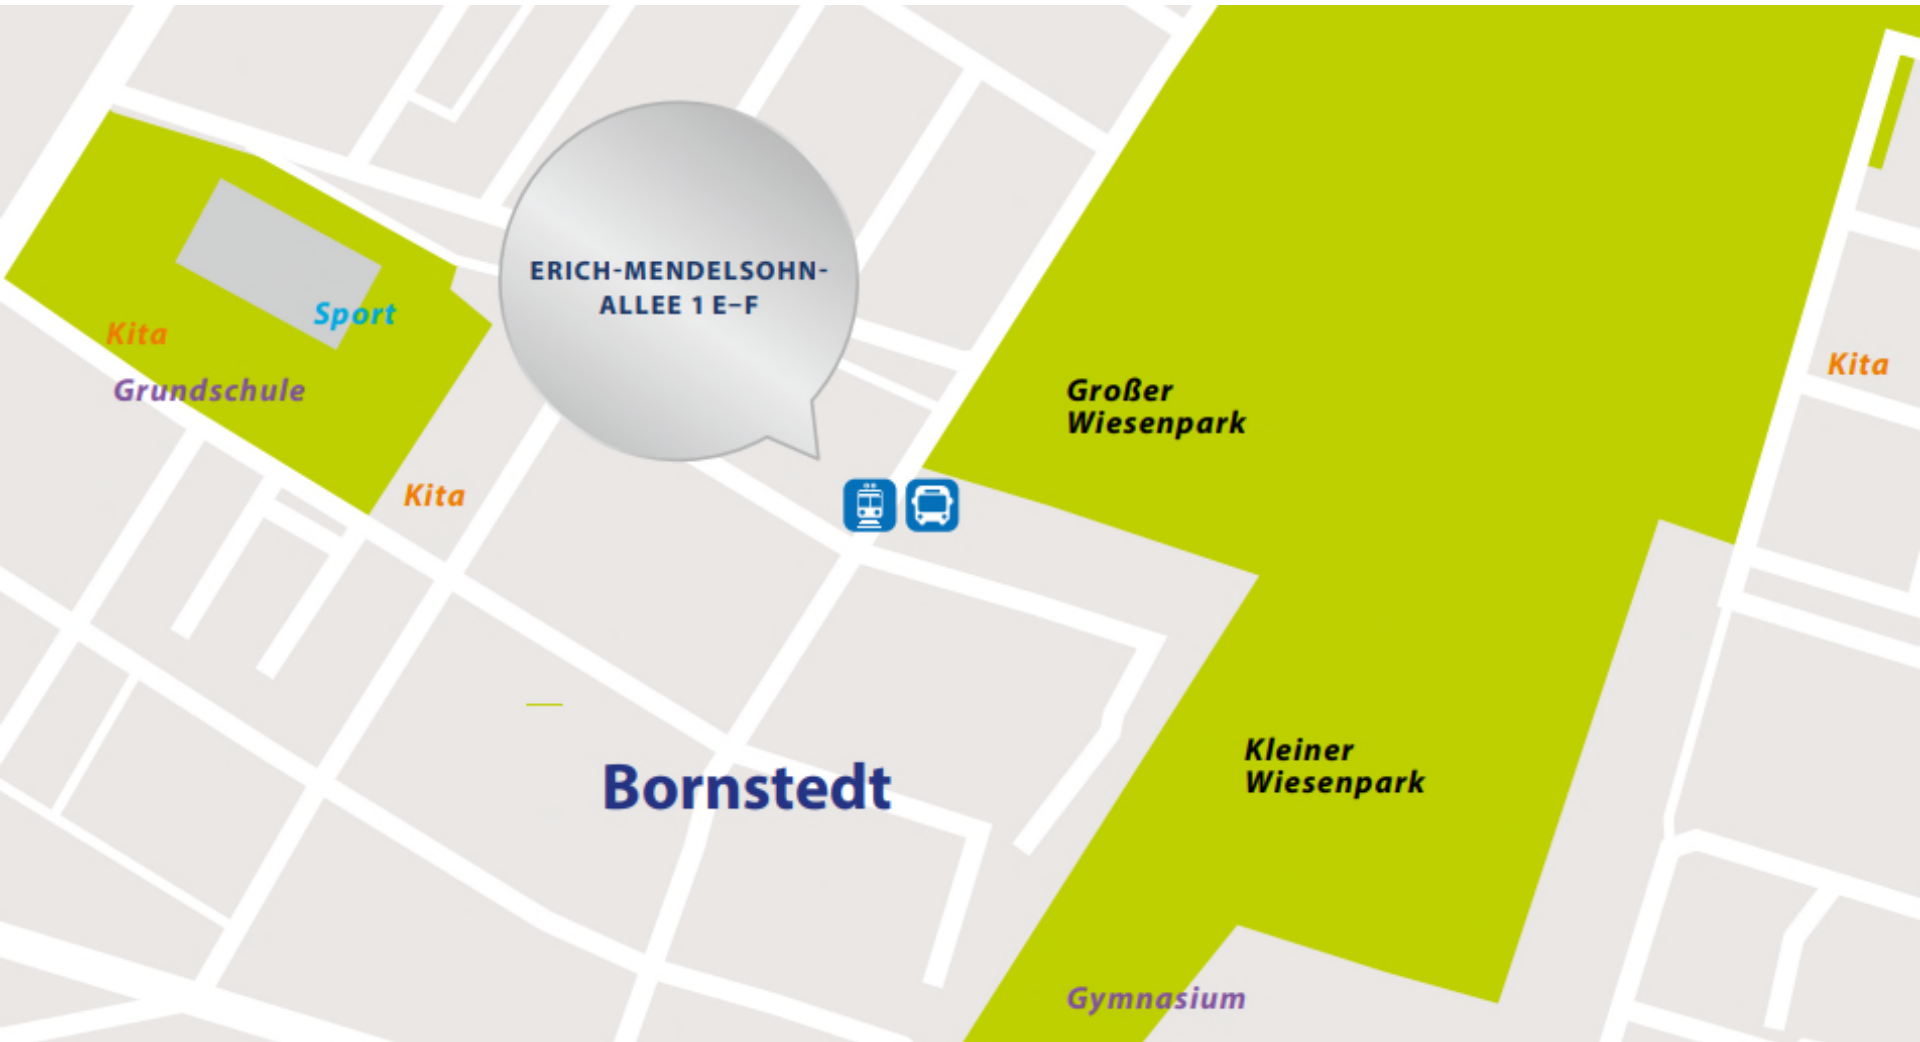 ERICH-MENDELSOHN-
ALLEE 1 E–F
Sport
Kita
Grundschule
Kita
Großer
Wiesenpark
Kita
Kleiner
Wiesenpark
Bornstedt
Gymnasium